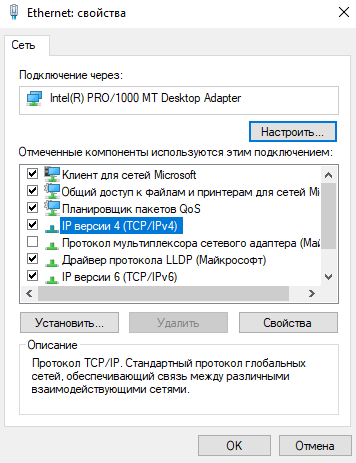 Ethernet: свойства
Сеть
Подключение через:
Intel(R) PRO/1000 MT Desktop Adapter
Настроить...
Отмеченные компоненты используются этим подключением:
Клиент для сетей Microsoft
Общий доступ к файлам и принтерам для сетей Mi
Планировщик пакетов QoS
IP версии 4 (TCP/IPv4)
Протокол мультиплексора сетевого адаптера (Май
Драйвер протокола LLDP (Майкрософт)
IP версии 6 (TCP/IPv6)
Установить... Удалить Свойства
Описание
Протокол TCP/IP. Стандартный протокол глобальных
сетей, обеспечивающий связь между различными
взаимодействующими сетями.
OK Отмена